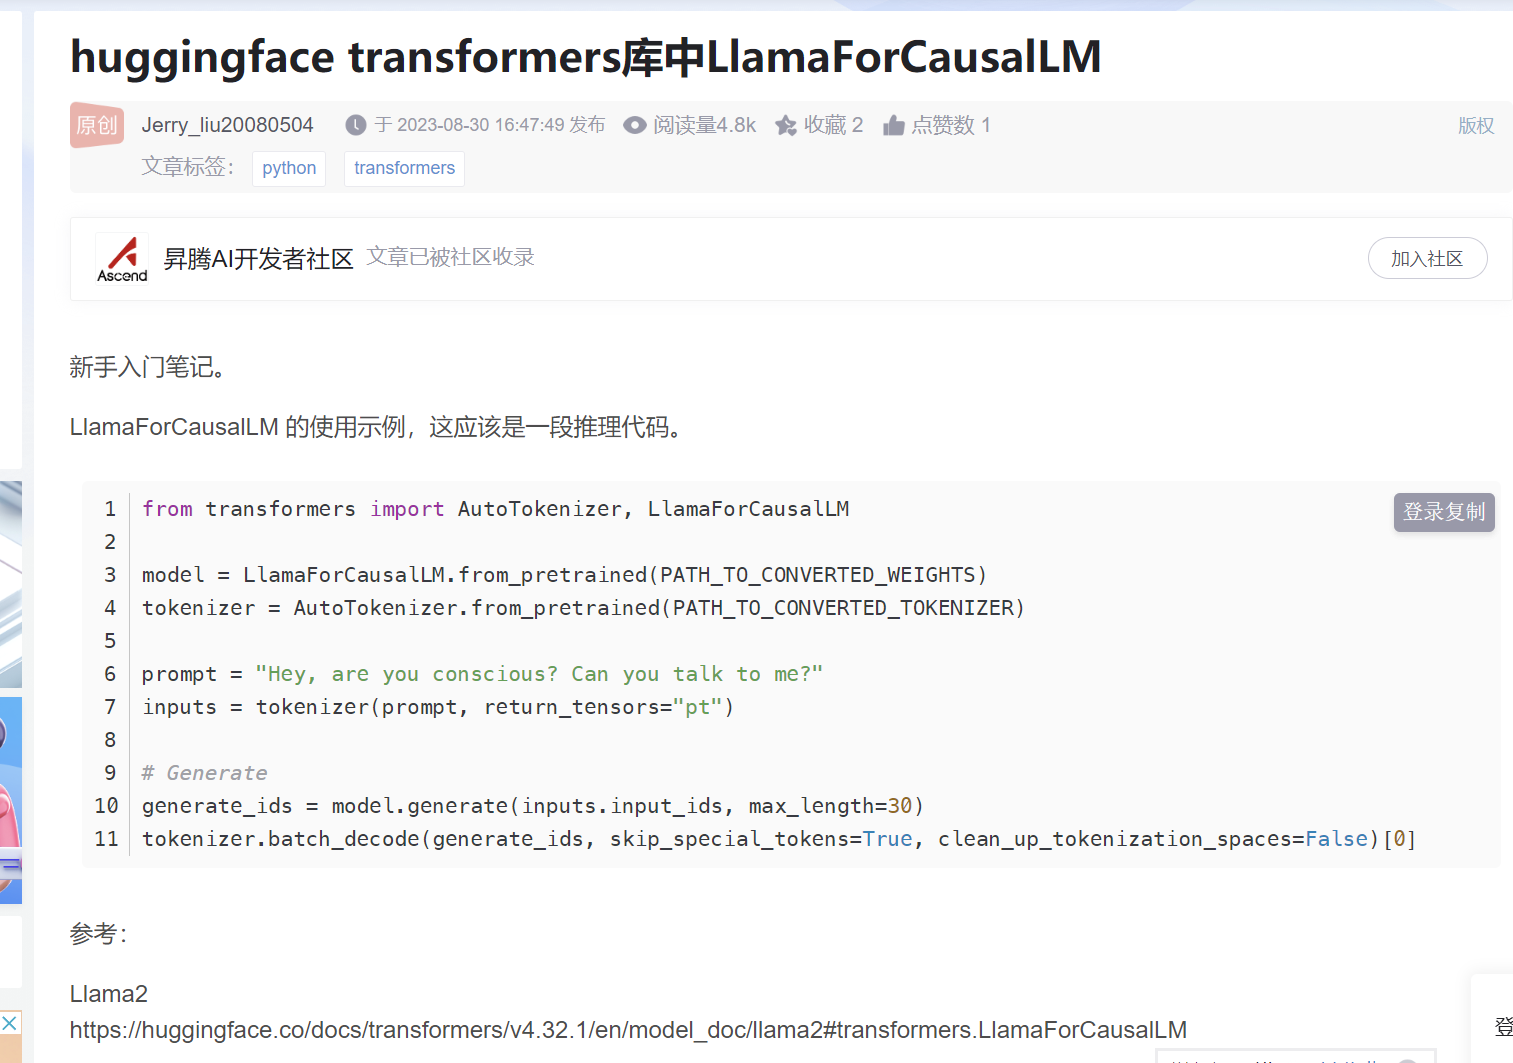 huggingface transformers库中LlamaForCausalLM
原创 Jerry_liu20080504 于 2023-08-30 16:47:49 发布 阅读量4.8k 收藏 2 点赞数 1 版权
文章标签： python transformers
Ascend 昇腾AI开发者社区 文章已被社区收录 加入社区
新手入门笔记。
LlamaForCausalLM 的使用示例，这应该是一段推理代码。
登录复制
1 from transformers import AutoTokenizer, LlamaForCausalLM
2
3 model = LlamaForCausalLM.from_pretrained(PATH_TO_CONVERTED_WEIGHTS)
4 tokenizer = AutoTokenizer.from_pretrained(PATH_TO_CONVERTED_TOKENIZER)
5
6 prompt = "Hey, are you conscious? Can you talk to me?"
7 inputs = tokenizer(prompt, return_tensors="pt")
8
9 # Generate
10 generate_ids = model.generate(inputs.input_ids, max_length=30)
11 tokenizer.batch_decode(generate_ids, skip_special_tokens=True, clean_up_tokenization_spaces=False)[0]
参考：
Llama2
https://huggingface.co/docs/transformers/v4.32.1/en/model_doc/llama2#transformers.LlamaForCausalLM
登